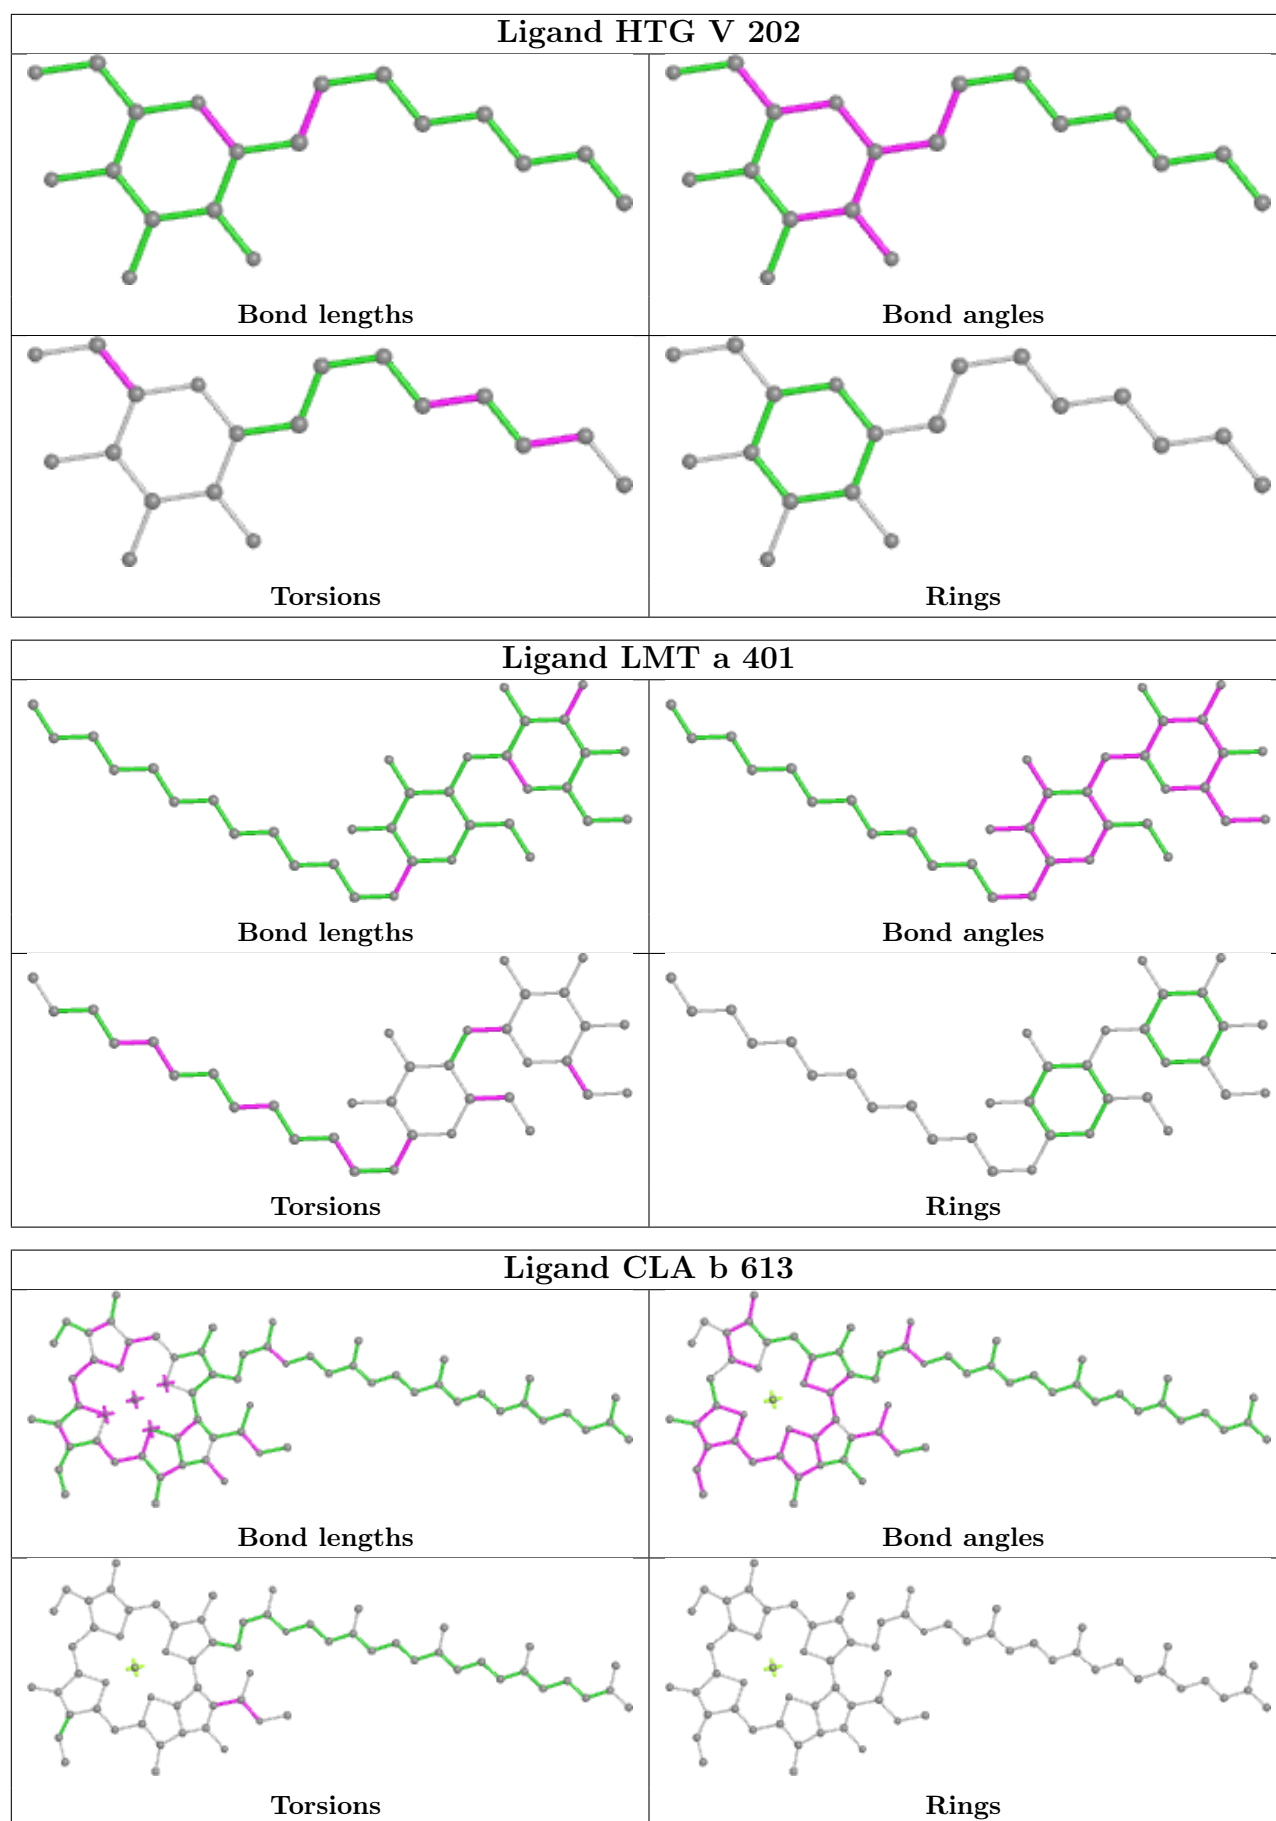 Ligand HTG V 202
Bond lengths
Bond angles
Torsions
Rings
Ligand LMT a 401
Bond lengths
Bond angles
Torsions
Rings
Ligand CLA b 613
Bond lengths
Bond angles
Torsions
Rings